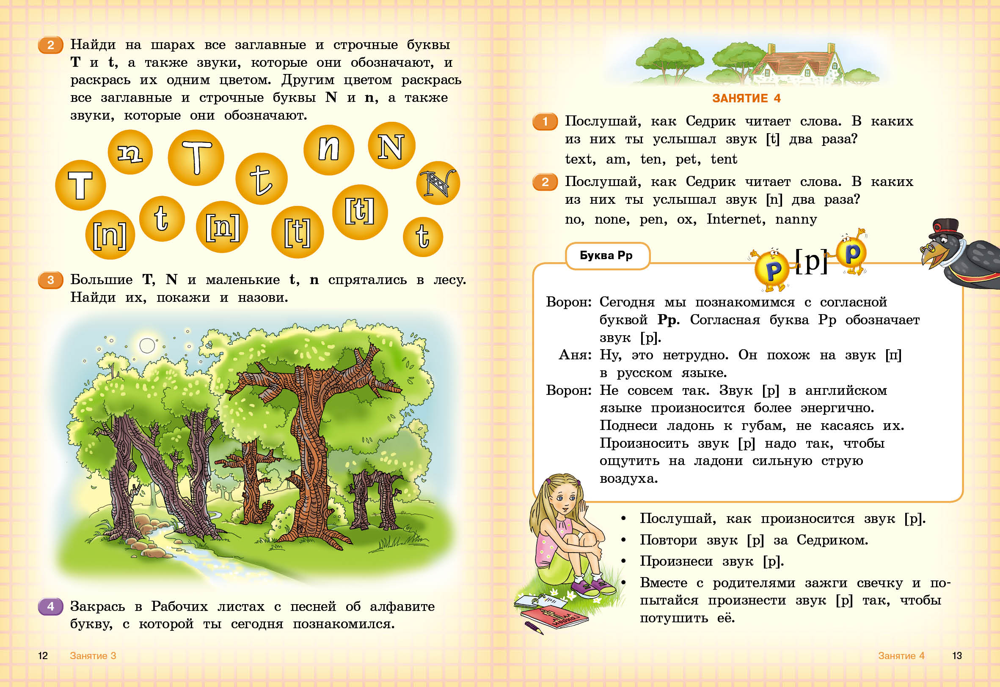 2 Найди на шарах все заглавные и строчные буквы
T и t, а также звуки, которые они обозначают, и
раскрась их одним цветом. Другим цветом раскрась
все заглавные и строчные буквы N и n, а также
звуки, которые они обозначают.
n T n N
T t N
[n] t [n] [t] [t] t
3 Большие T, N и маленькие t, n спрятались в лесу.
Найди их, покажи и назови.
4 Закрась в Рабочих листах с песней об алфавите
букву, с которой ты сегодня познакомился.
12 Занятие 3
ЗАНЯТИЕ 4
1 Послушай, как Седрик читает слова. В каких
из них ты услышал звук [t] два раза?
text, am, ten, pet, tent
2 Послушай, как Седрик читает слова. В каких
из них ты услышал звук [n] два раза?
no, none, pen, ox, Internet, nanny
Буква Pp
P [p] p
Ворон: Сегодня мы познакомимся с согласной
буквой Pp. Согласная буква Pp обозначает
звук [p].
Аня: Ну, это нетрудно. Он похож на звук [п]
в русском языке.
Ворон: Не совсем так. Звук [p] в английском
языке произносится более энергично.
Поднеси ладонь к губам, не касаясь их.
Произносить звук [p] надо так, чтобы
ощутить на ладони сильную струю
воздуха.
• Послушай, как произносится звук [p].
• Повтори звук [p] за Седриком.
• Произнеси звук [p].
• Вместе с родителями зажги свечку и по-
пытайся произнести звук [p] так, чтобы
потушить её.
Занятие 4 13